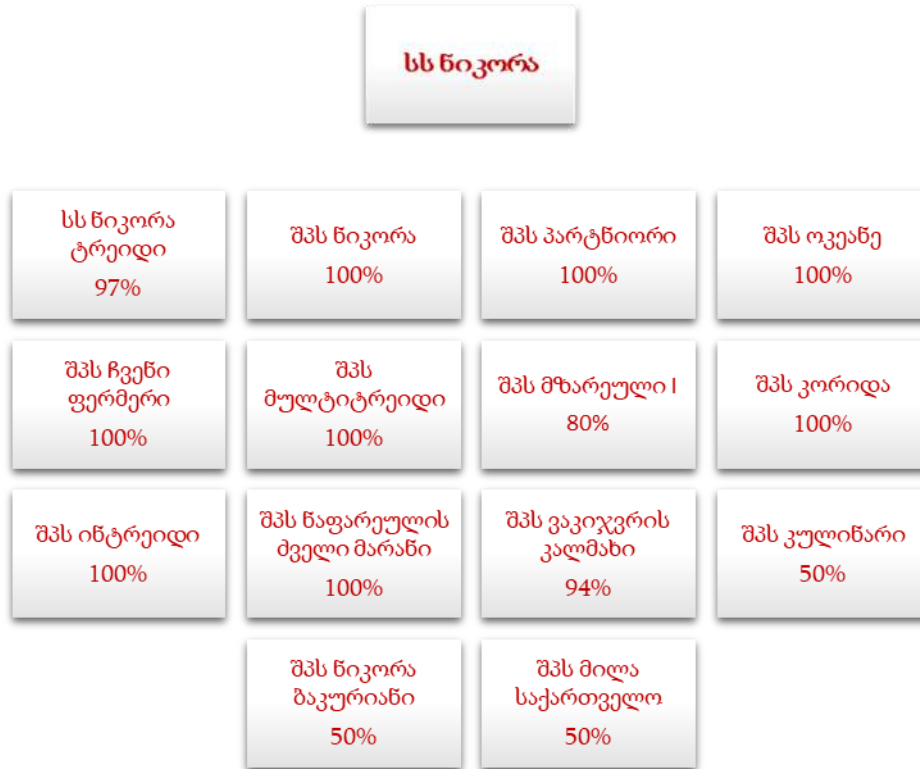 სს ნიკორა
სს ნიკორა
ტრეიდი
97%
შპს ნიკორა
100%
შპს პარტნიორი
100%
შპს ოკეანე
100%
შპს ჩვენი
ფერმერი
100%
შპს
მულტიტრეიდი
100%
შპს მზარეული I
80%
შპს კორიდა
100%
შპს ინტრეიდი
100%
შპს ნაფარეულის
ძველი მარანი
100%
შპს ვაკიჯვრის
კალმახი
94%
შპს კულინარი
50%
შპს ნიკორა
ბაკურიანი
50%
შპს მილა
საქართველო
50%